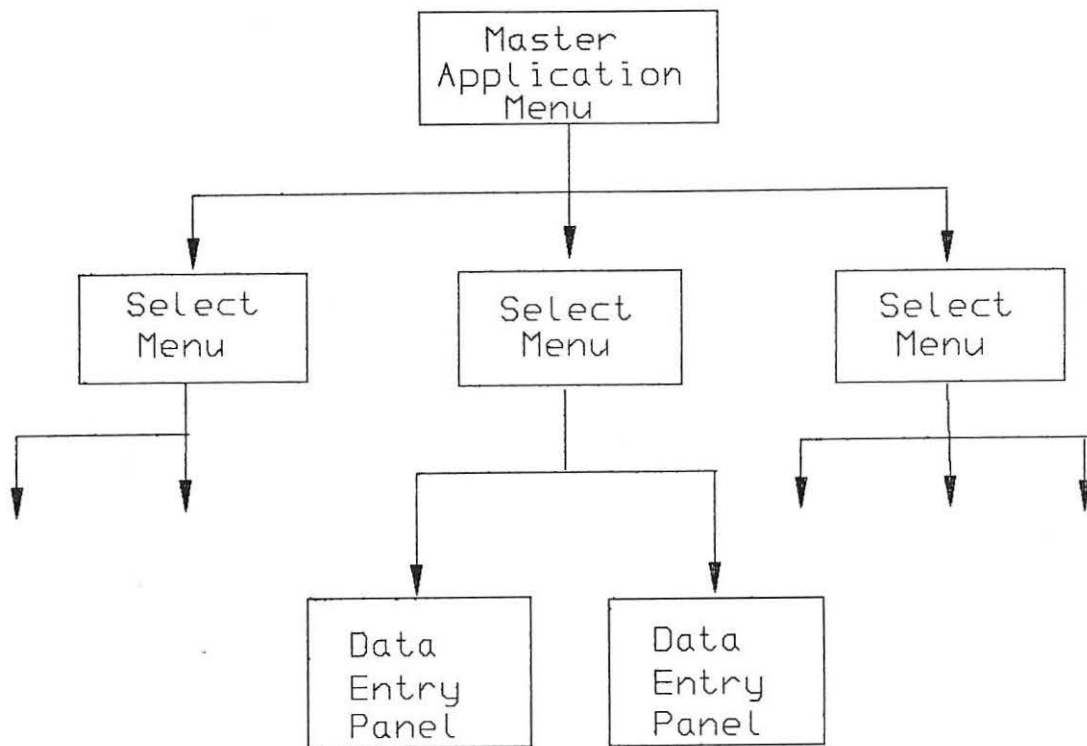 Master
Application
Menu
Select
Menu
Select
Menu
Select
Menu
Data
Entry
Panel
Data
Entry
Panel